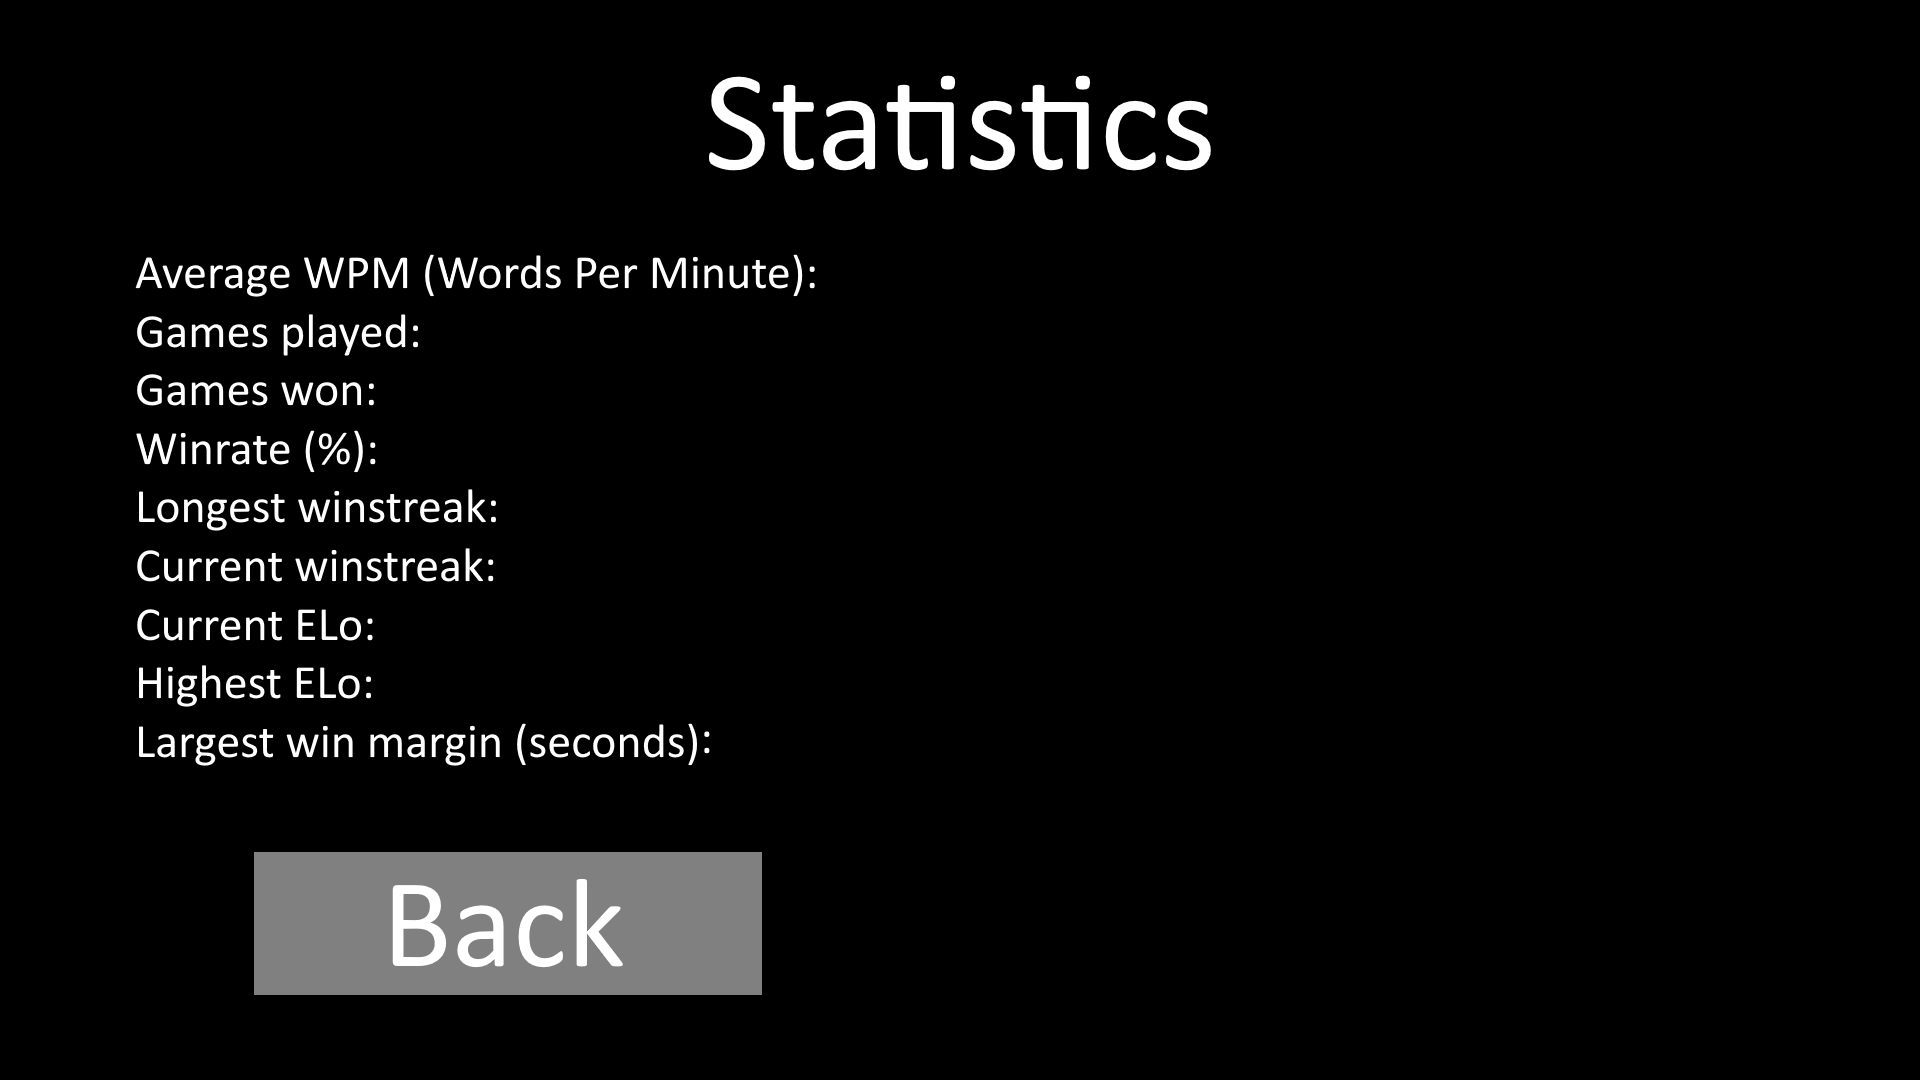 Statistics
Average WPM (Words Per Minute):
Games played:
Games won:
Winrate (%):
Longest winstreak:
Current winstreak:
Current ELo:
Highest ELo:
Largest win margin (seconds):
Back